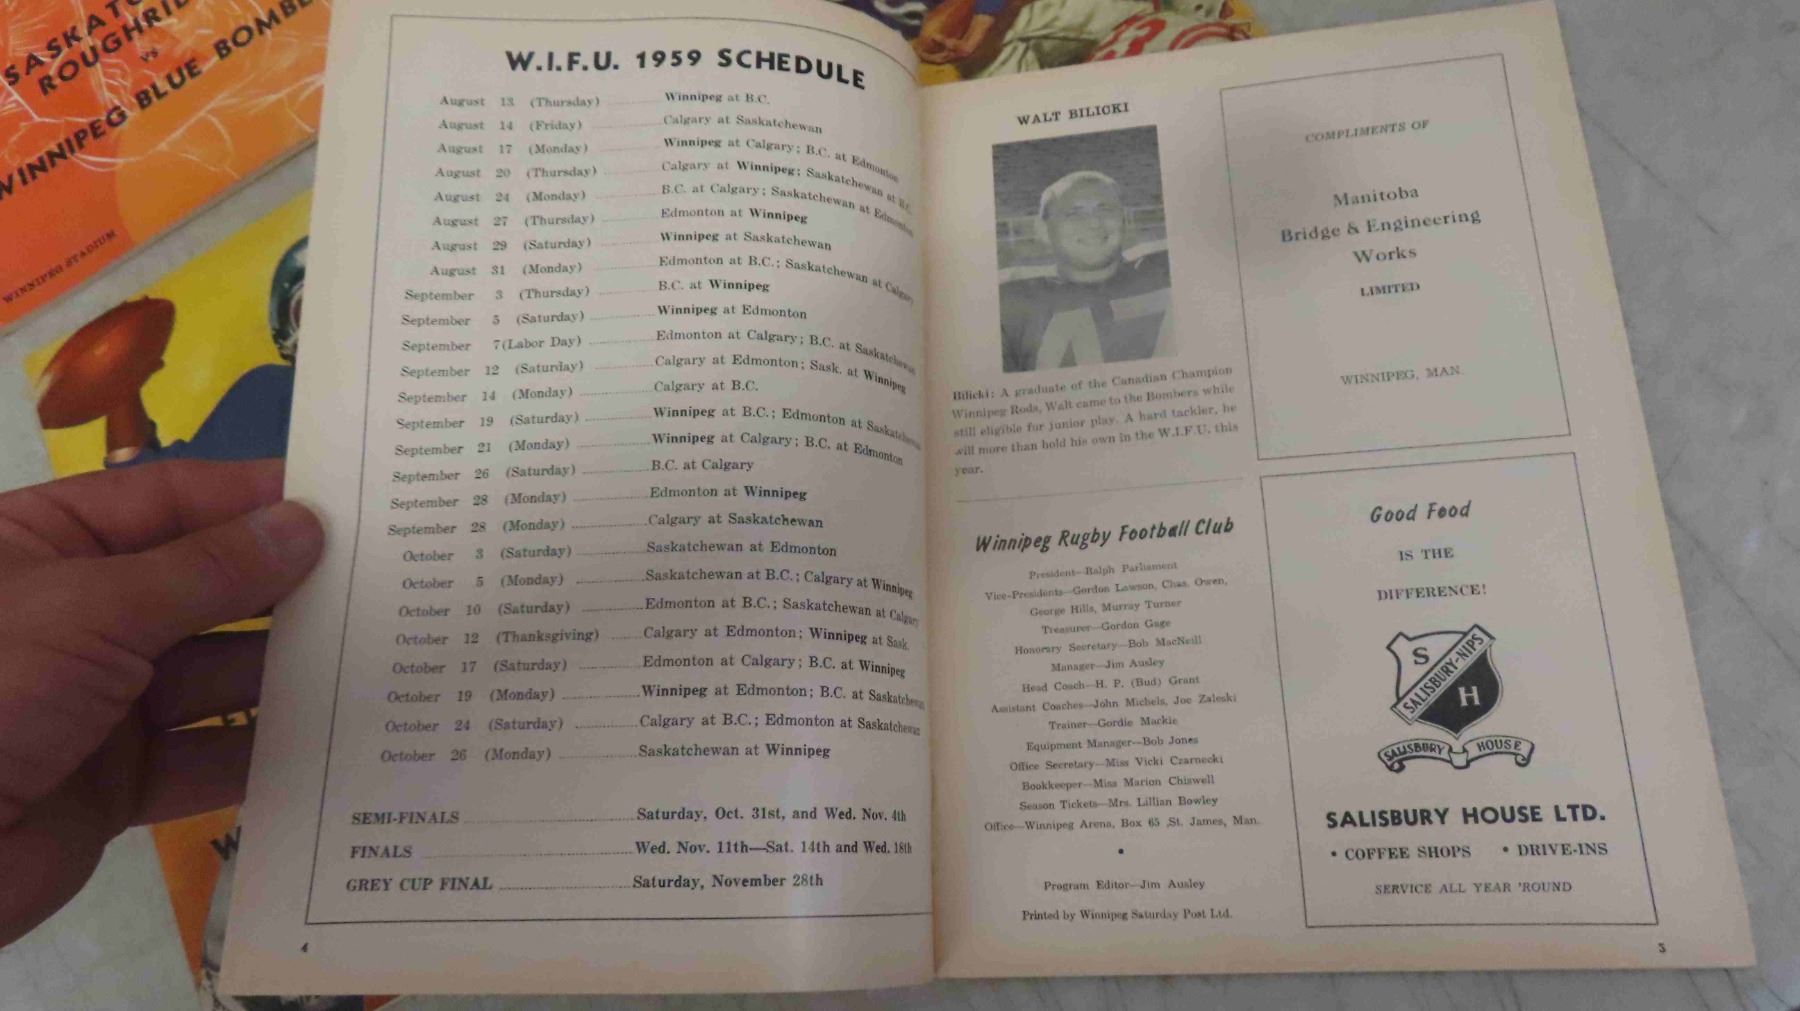 SASKATC
ROUGHRID
VS
WINNIPEG BLUE BOMBE
WINNIPEG STADIUM
W.I.F.U. 1959 SCHEDULE
August 13 (Thursday) Winnipeg at B.C.
August 14 (Friday) Calgary at Saskatchewan
August 17 (Monday) Winnipeg at Calgary; B.C. at Edmonton
August 20 (Thursday) Calgary at Winnipeg; Saskatchewan at B.C.
August 24 (Monday) B.C. at Calgary; Saskatchewan at Edmonton
August 27 (Thursday) Edmonton at Winnipeg
August 29 (Saturday) Winnipeg at Saskatchewan
August 31 (Monday) Edmonton at B.C.; Saskatchewan at Calgary
September 3 (Thursday) B.C. at Winnipeg
September 5 (Saturday) Winnipeg at Edmonton
September 7 (Labor Day) Edmonton at Calgary; B.C. at Saskatchewan
September 12 (Saturday) Calgary at Edmonton; Sask. at Winnipeg
September 14 (Monday) Calgary at B.C.
September 19 (Saturday) Winnipeg at B.C.; Edmonton at Saskatchewan
September 21 (Monday) Winnipeg at Calgary; B.C. at Edmonton
September 26 (Saturday) B.C. at Calgary
September 28 (Monday) Edmonton at Winnipeg
September 28 (Monday) Calgary at Saskatchewan
October 3 (Saturday) Saskatchewan at Edmonton
October 5 (Monday) Saskatchewan at B.C.; Calgary at Winnipeg
October 10 (Saturday) Edmonton at B.C.; Saskatchewan at Calgary
October 12 (Thanksgiving) Calgary at Edmonton; Winnipeg at Sask.
October 17 (Saturday) Edmonton at Calgary; B.C. at Winnipeg
October 19 (Monday) Winnipeg at Edmonton; B.C. at Saskatchewan
October 24 (Saturday) Calgary at B.C.; Edmonton at Saskatchewan
October 26 (Monday) Saskatchewan at Winnipeg
SEMI-FINALS Saturday, Oct. 31st, and Wed. Nov. 4th
FINALS Wed. Nov. 11th—Sat. 14th and Wed. 18th
GREY CUP FINAL Saturday, November 28th
4
WALT BILICKI
Bilicki: A graduate of the Canadian Champion
Winnipeg Rods, Walt came to the Bombers while
still eligible for junior play. A hard tackler, he
will more than hold his own in the W.I.F.U. this
year.
Winnipeg Rugby Football Club
President—Ralph Parliament
Vice-Presidents—Gordon Lawson, Chas. Owen,
George Hills, Murray Turner
Treasurer—Gordon Gage
Honorary Secretary—Bob MacNeill
Manager—Jim Ausley
Head Coach—H. P. (Bud) Grant
Assistant Coaches—John Michels, Joe Zaleski
Trainer—Gordie Mackie
Equipment Manager—Bob Jones
Office Secretary—Miss Vicki Czarnecki
Bookkeeper—Miss Marion Chiswell
Season Tickets—Mrs. Lillian Bowley
Office—Winnipeg Arena, Box 65 ,St. James, Man.
•
Program Editor—Jim Ausley
Printed by Winnipeg Saturday Post Ltd.
COMPLIMENTS OF
Manitoba
Bridge & Engineering
Works
LIMITED
WINNIPEG, MAN.
Good Food
IS THE
DIFFERENCE!
S
SALISBURY-NIPS
H
SALISBURY HOUSE
SALISBURY HOUSE LTD.
• COFFEE SHOPS • DRIVE-INS
SERVICE ALL YEAR 'ROUND